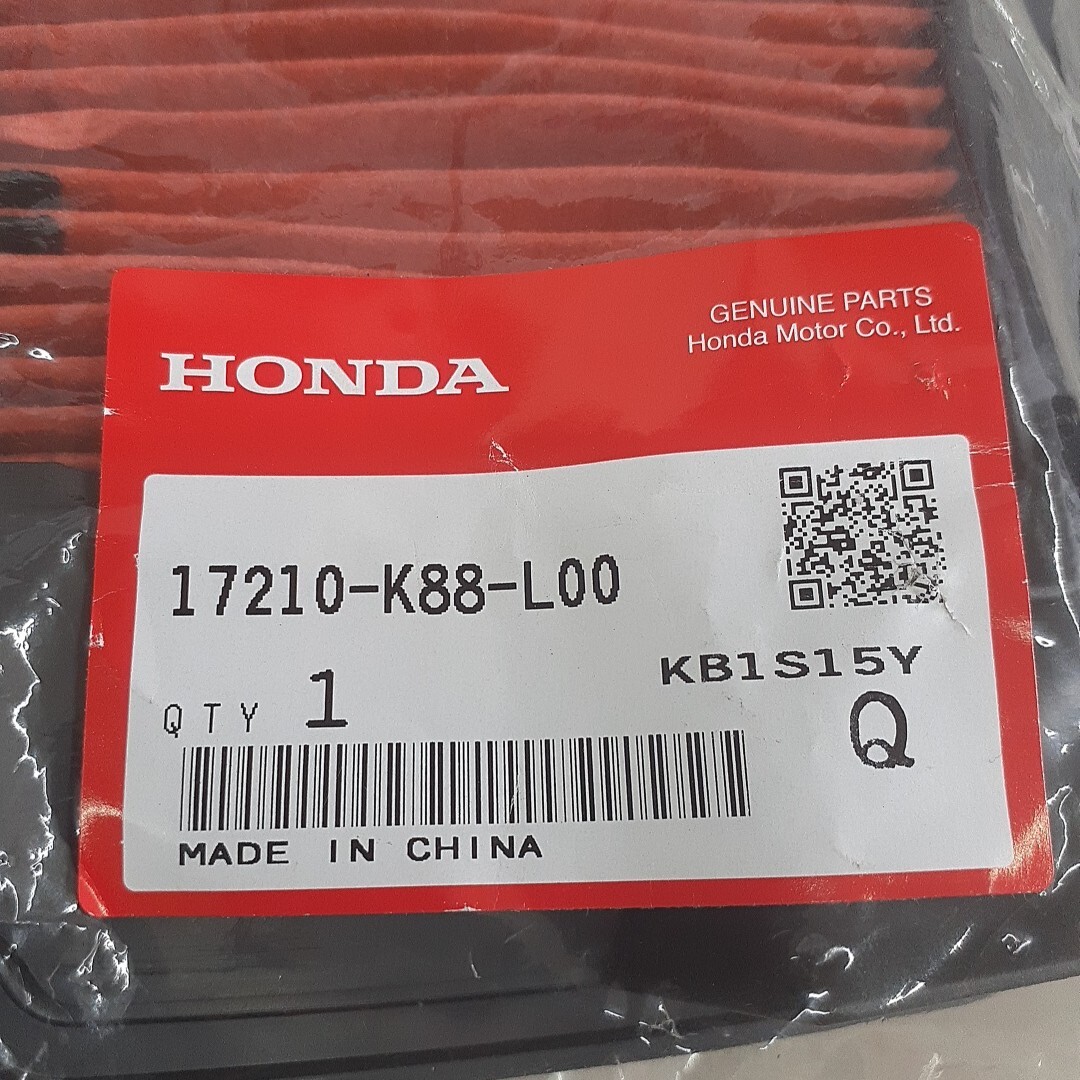 GENUINE PARTS
Honda Motor Co., Ltd.
HONDA
17210-K88-L00
KB1S15Y
QTY 1
Q
MADE IN CHINA